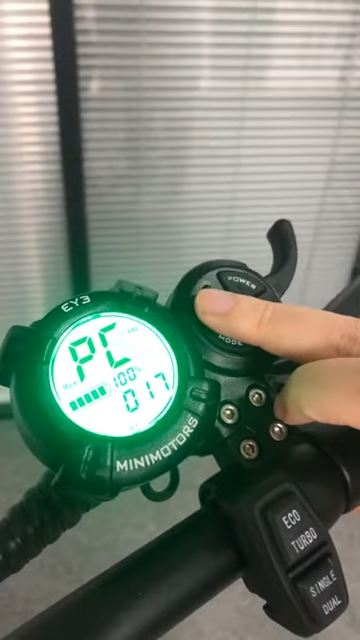 EY3
PC
100%
017
MINIMOTORS
POWER
MODE
ECO
TURBO
SINGLE
DUAL